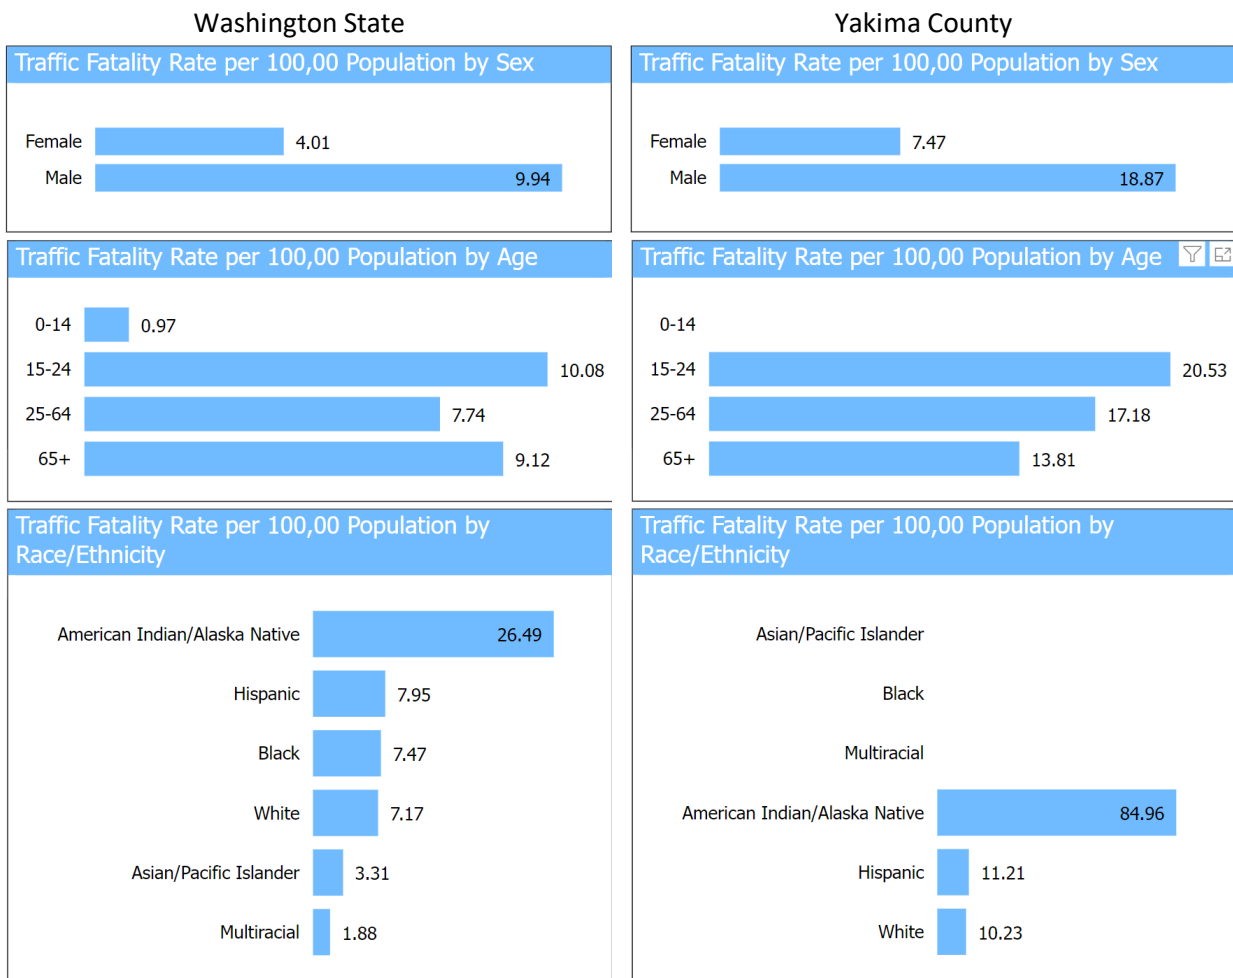 Washington State
Traffic Fatality Rate per 100,00 Population by Sex
Female 4.01
Male 9.94
Traffic Fatality Rate per 100,00 Population by Age
0-14 0.97
15-24 10.08
25-64 7.74
65+ 9.12
Traffic Fatality Rate per 100,00 Population by
Race/Ethnicity
American Indian/Alaska Native 26.49
Hispanic 7.95
Black 7.47
White 7.17
Asian/Pacific Islander 3.31
Multiracial 1.88
Yakima County
Traffic Fatality Rate per 100,00 Population by Sex
Female 7.47
Male 18.87
Traffic Fatality Rate per 100,00 Population by Age
0-14
15-24 20.53
25-64 17.18
65+ 13.81
Traffic Fatality Rate per 100,00 Population by
Race/Ethnicity
Asian/Pacific Islander
Black
Multiracial
American Indian/Alaska Native 84.96
Hispanic 11.21
White 10.23